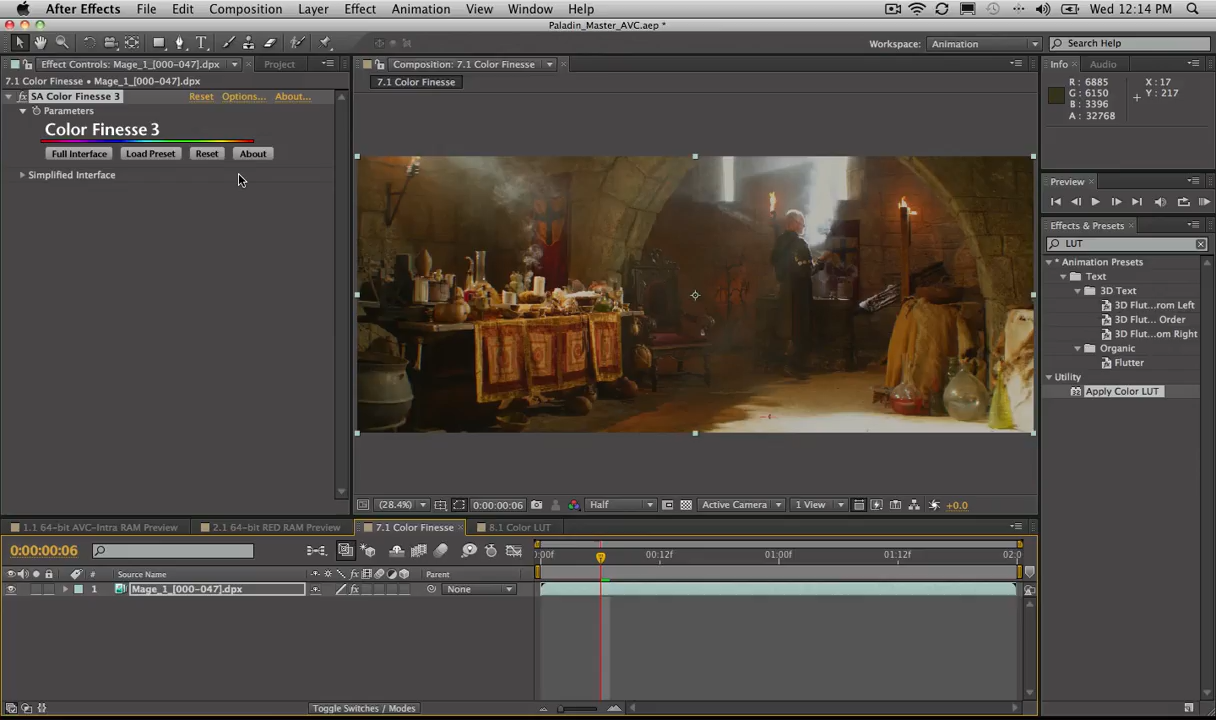 After Effects File Edit Composition Layer Effect Animation View Window Help Wed 12:14 PM
Paladin_Master_AVC.aep *
Workspace: Animation Search Help
Effect Controls: Mage_1_[000-047].dpx Project
Composition: 7.1 Color Finesse
Info Audio
7.1 Color Finesse • Mage_1_[000-047].dpx
7.1 Color Finesse
fx SA Color Finesse 3 Reset Options... About...
R: 6885 X: 17
G: 6150 Y: 217
B: 3396
A: 32768
Parameters
Color Finesse 3
Full Interface Load Preset Reset About
Simplified Interface
Preview
Effects & Presets
LUT
* Animation Presets
Text
3D Text
3D Flut...rom Left
3D Flut... Order
3D Flut...om Right
Organic
Flutter
Utility
Apply Color LUT
(28.4%) 0:00:00:06 Half Active Camera 1 View +0.0
1.1 64-bit AVC-Intra RAM Preview 2.1 64-bit RED RAM Preview 7.1 Color Finesse 8.1 Color LUT
0:00:00:06 :00f 00:12f 01:00f 01:12f 02:0
# Source Name Parent
1 Mage_1_[000-047].dpx None
Toggle Switches / Modes